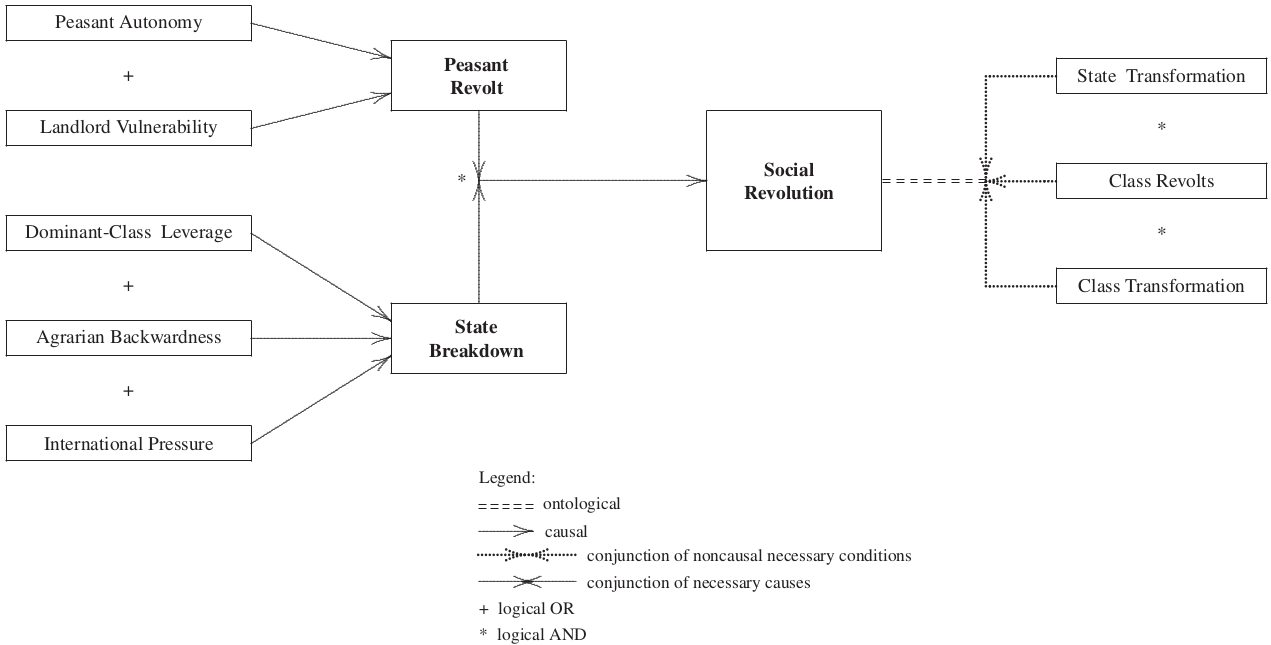 Peasant Autonomy
+
Landlord Vulnerability
Peasant
Revolt
*
Dominant-Class Leverage
+
Agrarian Backwardness
+
International Pressure
State
Breakdown
Social
Revolution
State Transformation
*
Class Revolts
*
Class Transformation
Legend:
===== ontological
causal
conjunction of noncausal necessary conditions
conjunction of necessary causes
+ logical OR
* logical AND